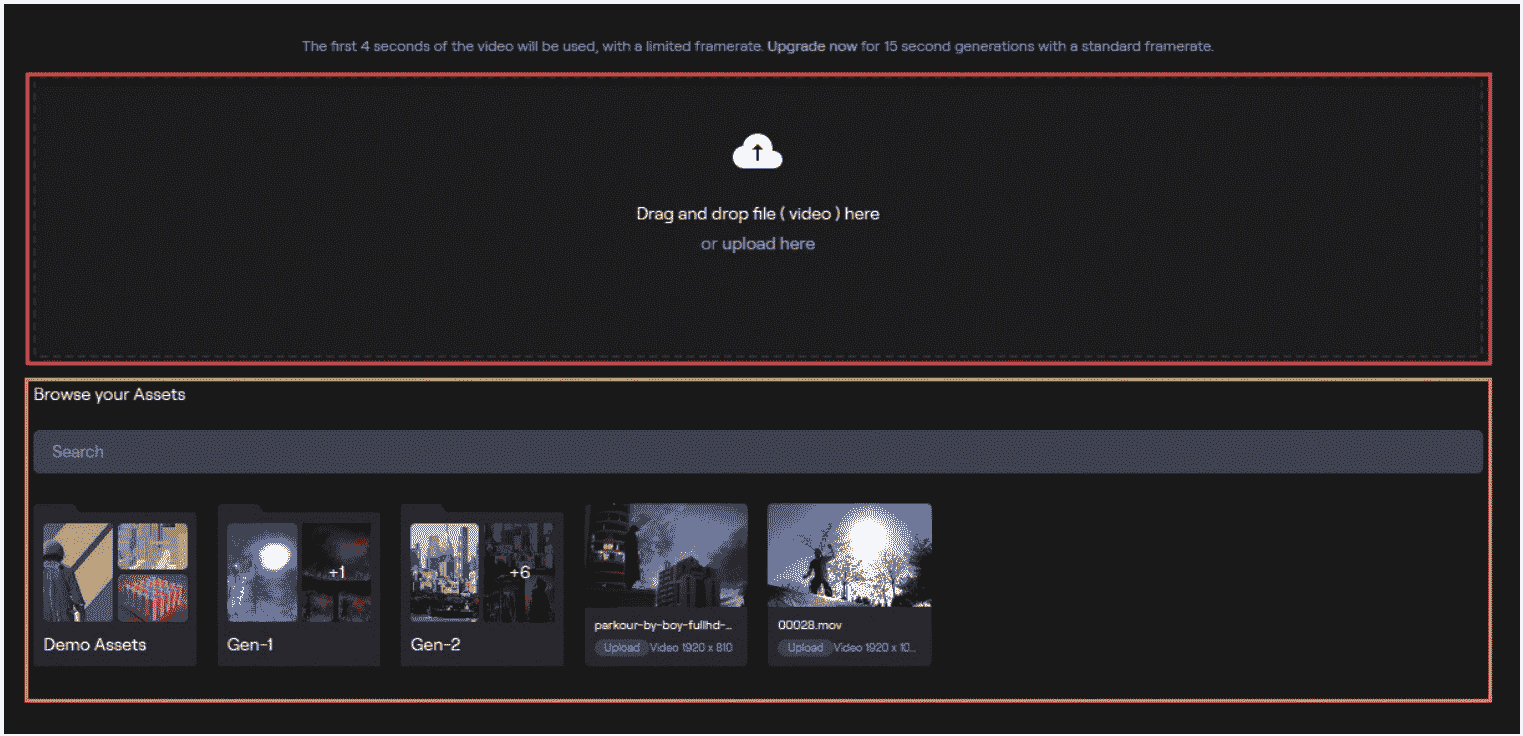 The first 4 seconds of the video will be used, with a limited framerate. Upgrade now for 15 second generations with a standard framerate.
Drag and drop file ( video ) here
or upload here
Browse your Assets
Search
+1
+6
Demo Assets
Gen-1
Gen-2
parkour-by-boy-fullhd-...
Upload Video 1920 x 810
00028.mov
Upload Video 1920 x 10...